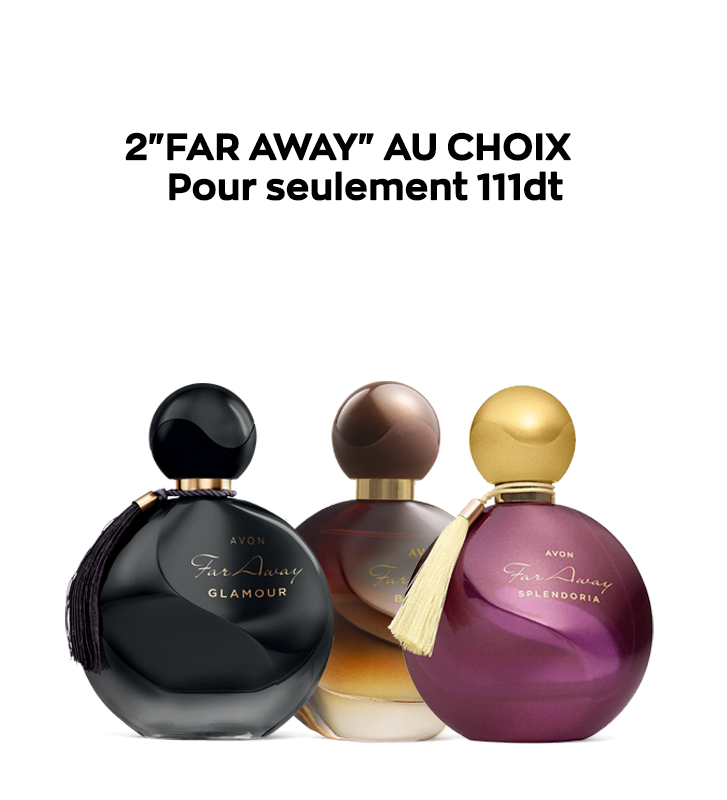 2"FAR AWAY" AU CHOIX
Pour seulement 111dt
AVON
Far Away
GLAMOUR
AVON
Far Away
SPLENDORIA